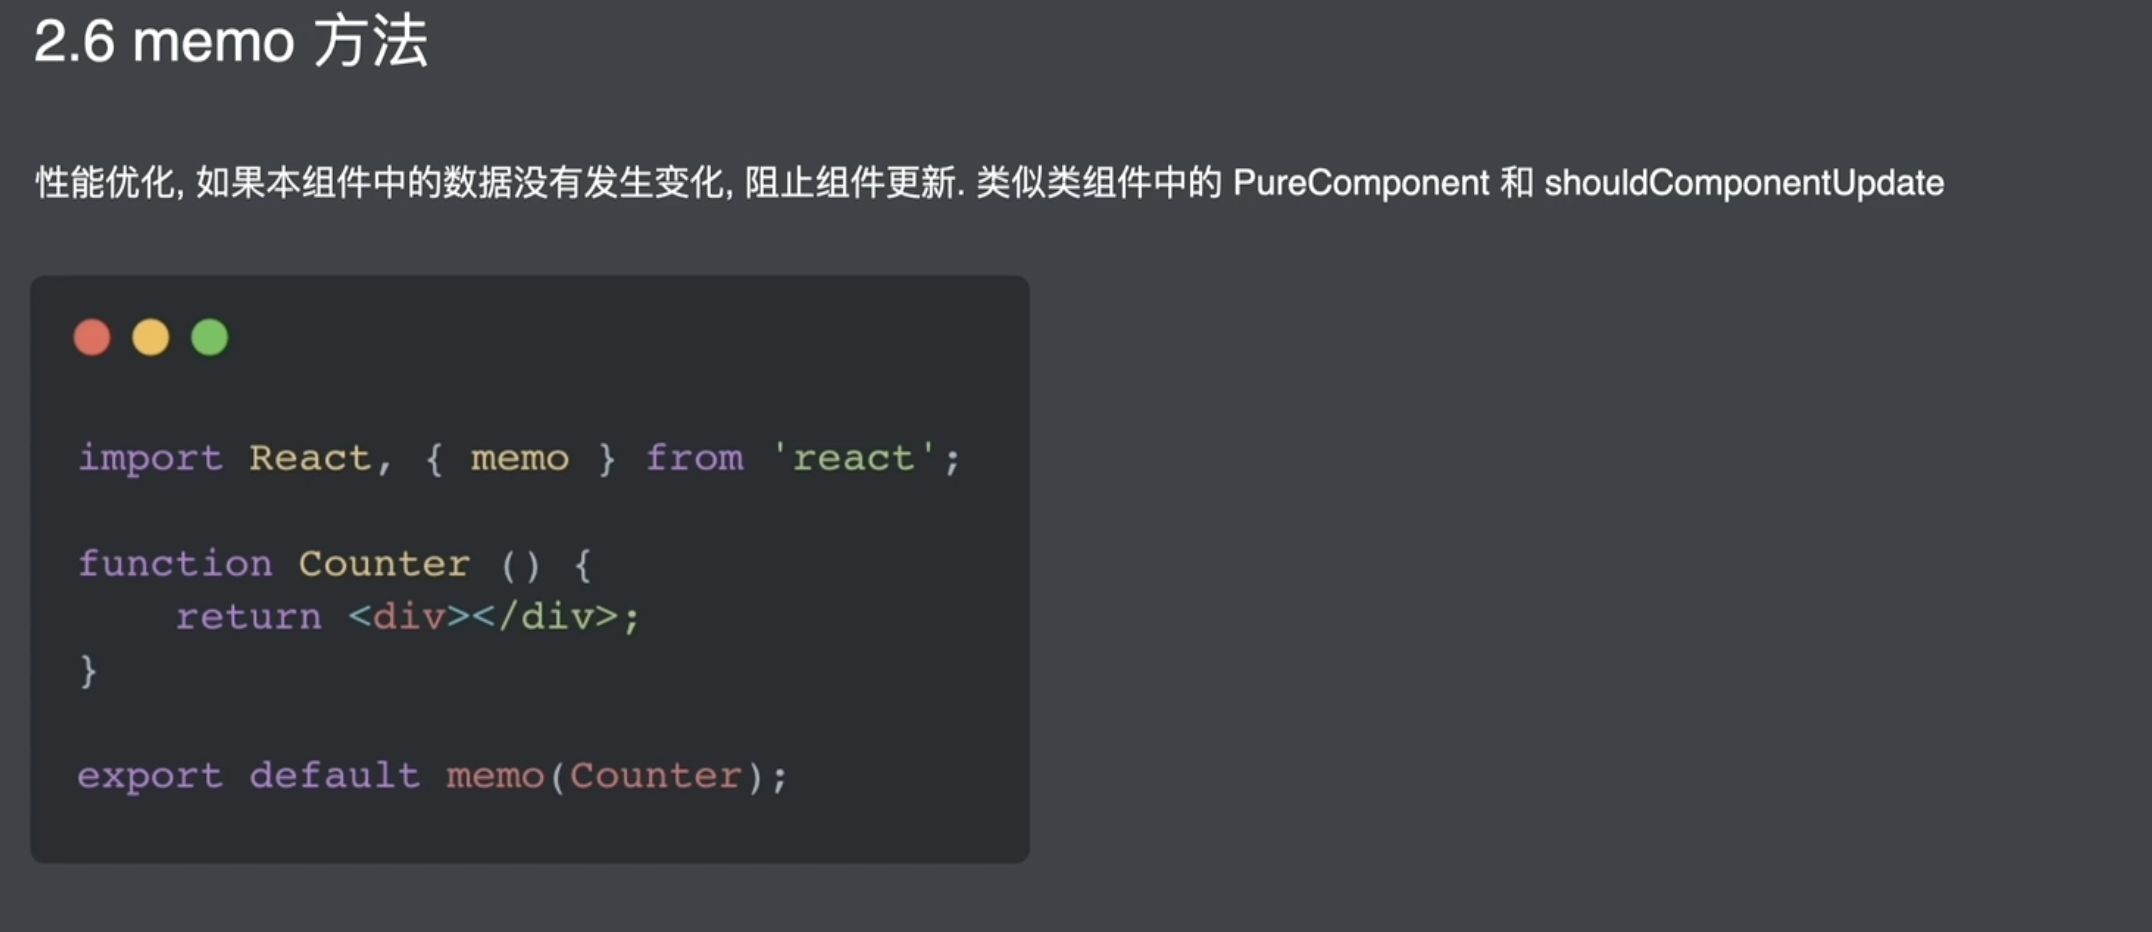 2.6 memo 方法
性能优化, 如果本组件中的数据没有发生变化, 阻止组件更新. 类似类组件中的 PureComponent 和 shouldComponentUpdate
import React, { memo } from 'react';
function Counter () {
    return <div></div>;
}
export default memo(Counter);